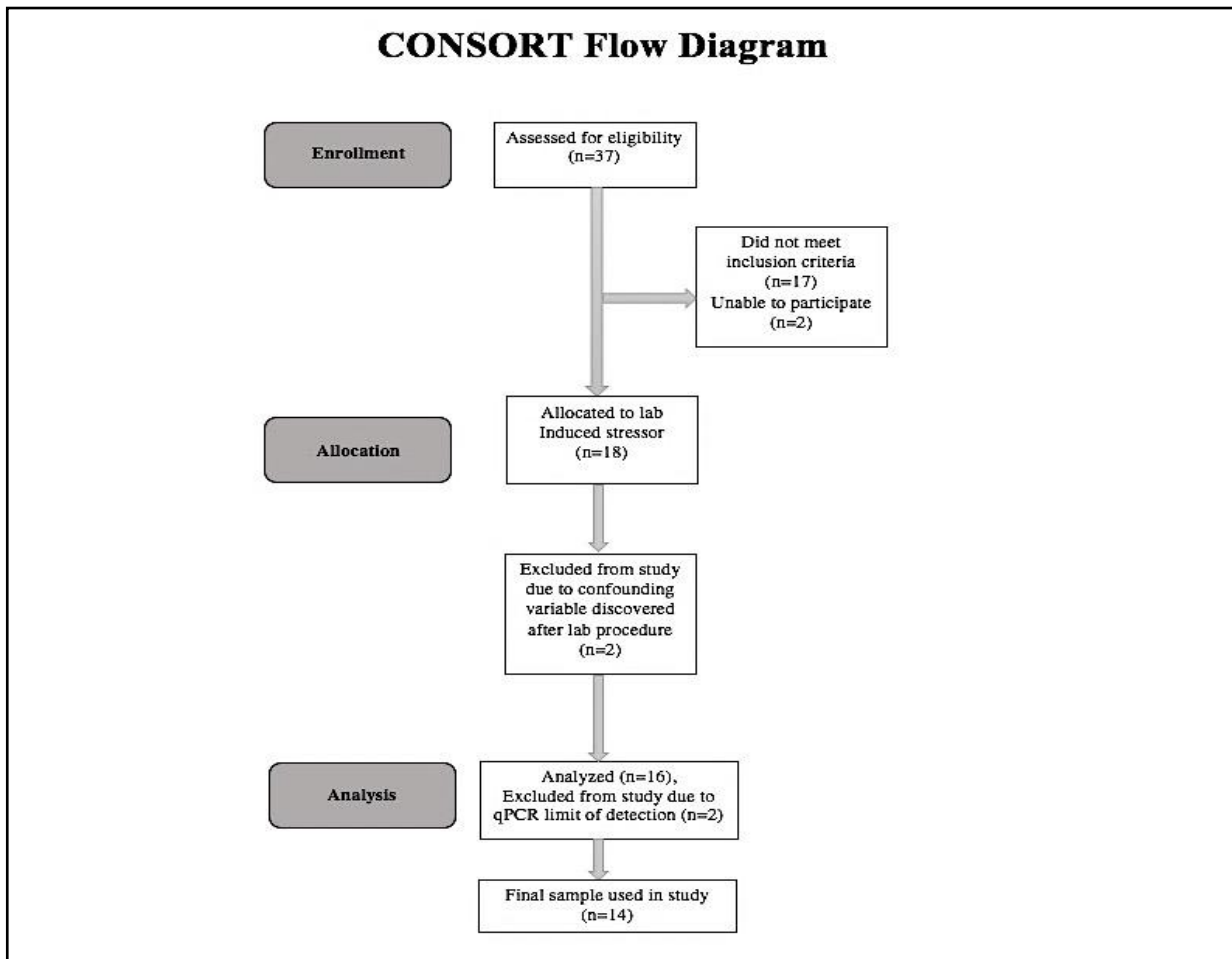 CONSORT Flow Diagram
Enrollment
Assessed for eligibility
(n=37)
Did not meet
inclusion criteria
(n=17)
Unable to participate
(n=2)
Allocation
Allocated to lab
Induced stressor
(n=18)
Excluded from study
due to confounding
variable discovered
after lab procedure
(n=2)
Analysis
Analyzed (n=16),
Excluded from study due to
qPCR limit of detection (n=2)
Final sample used in study
(n=14)